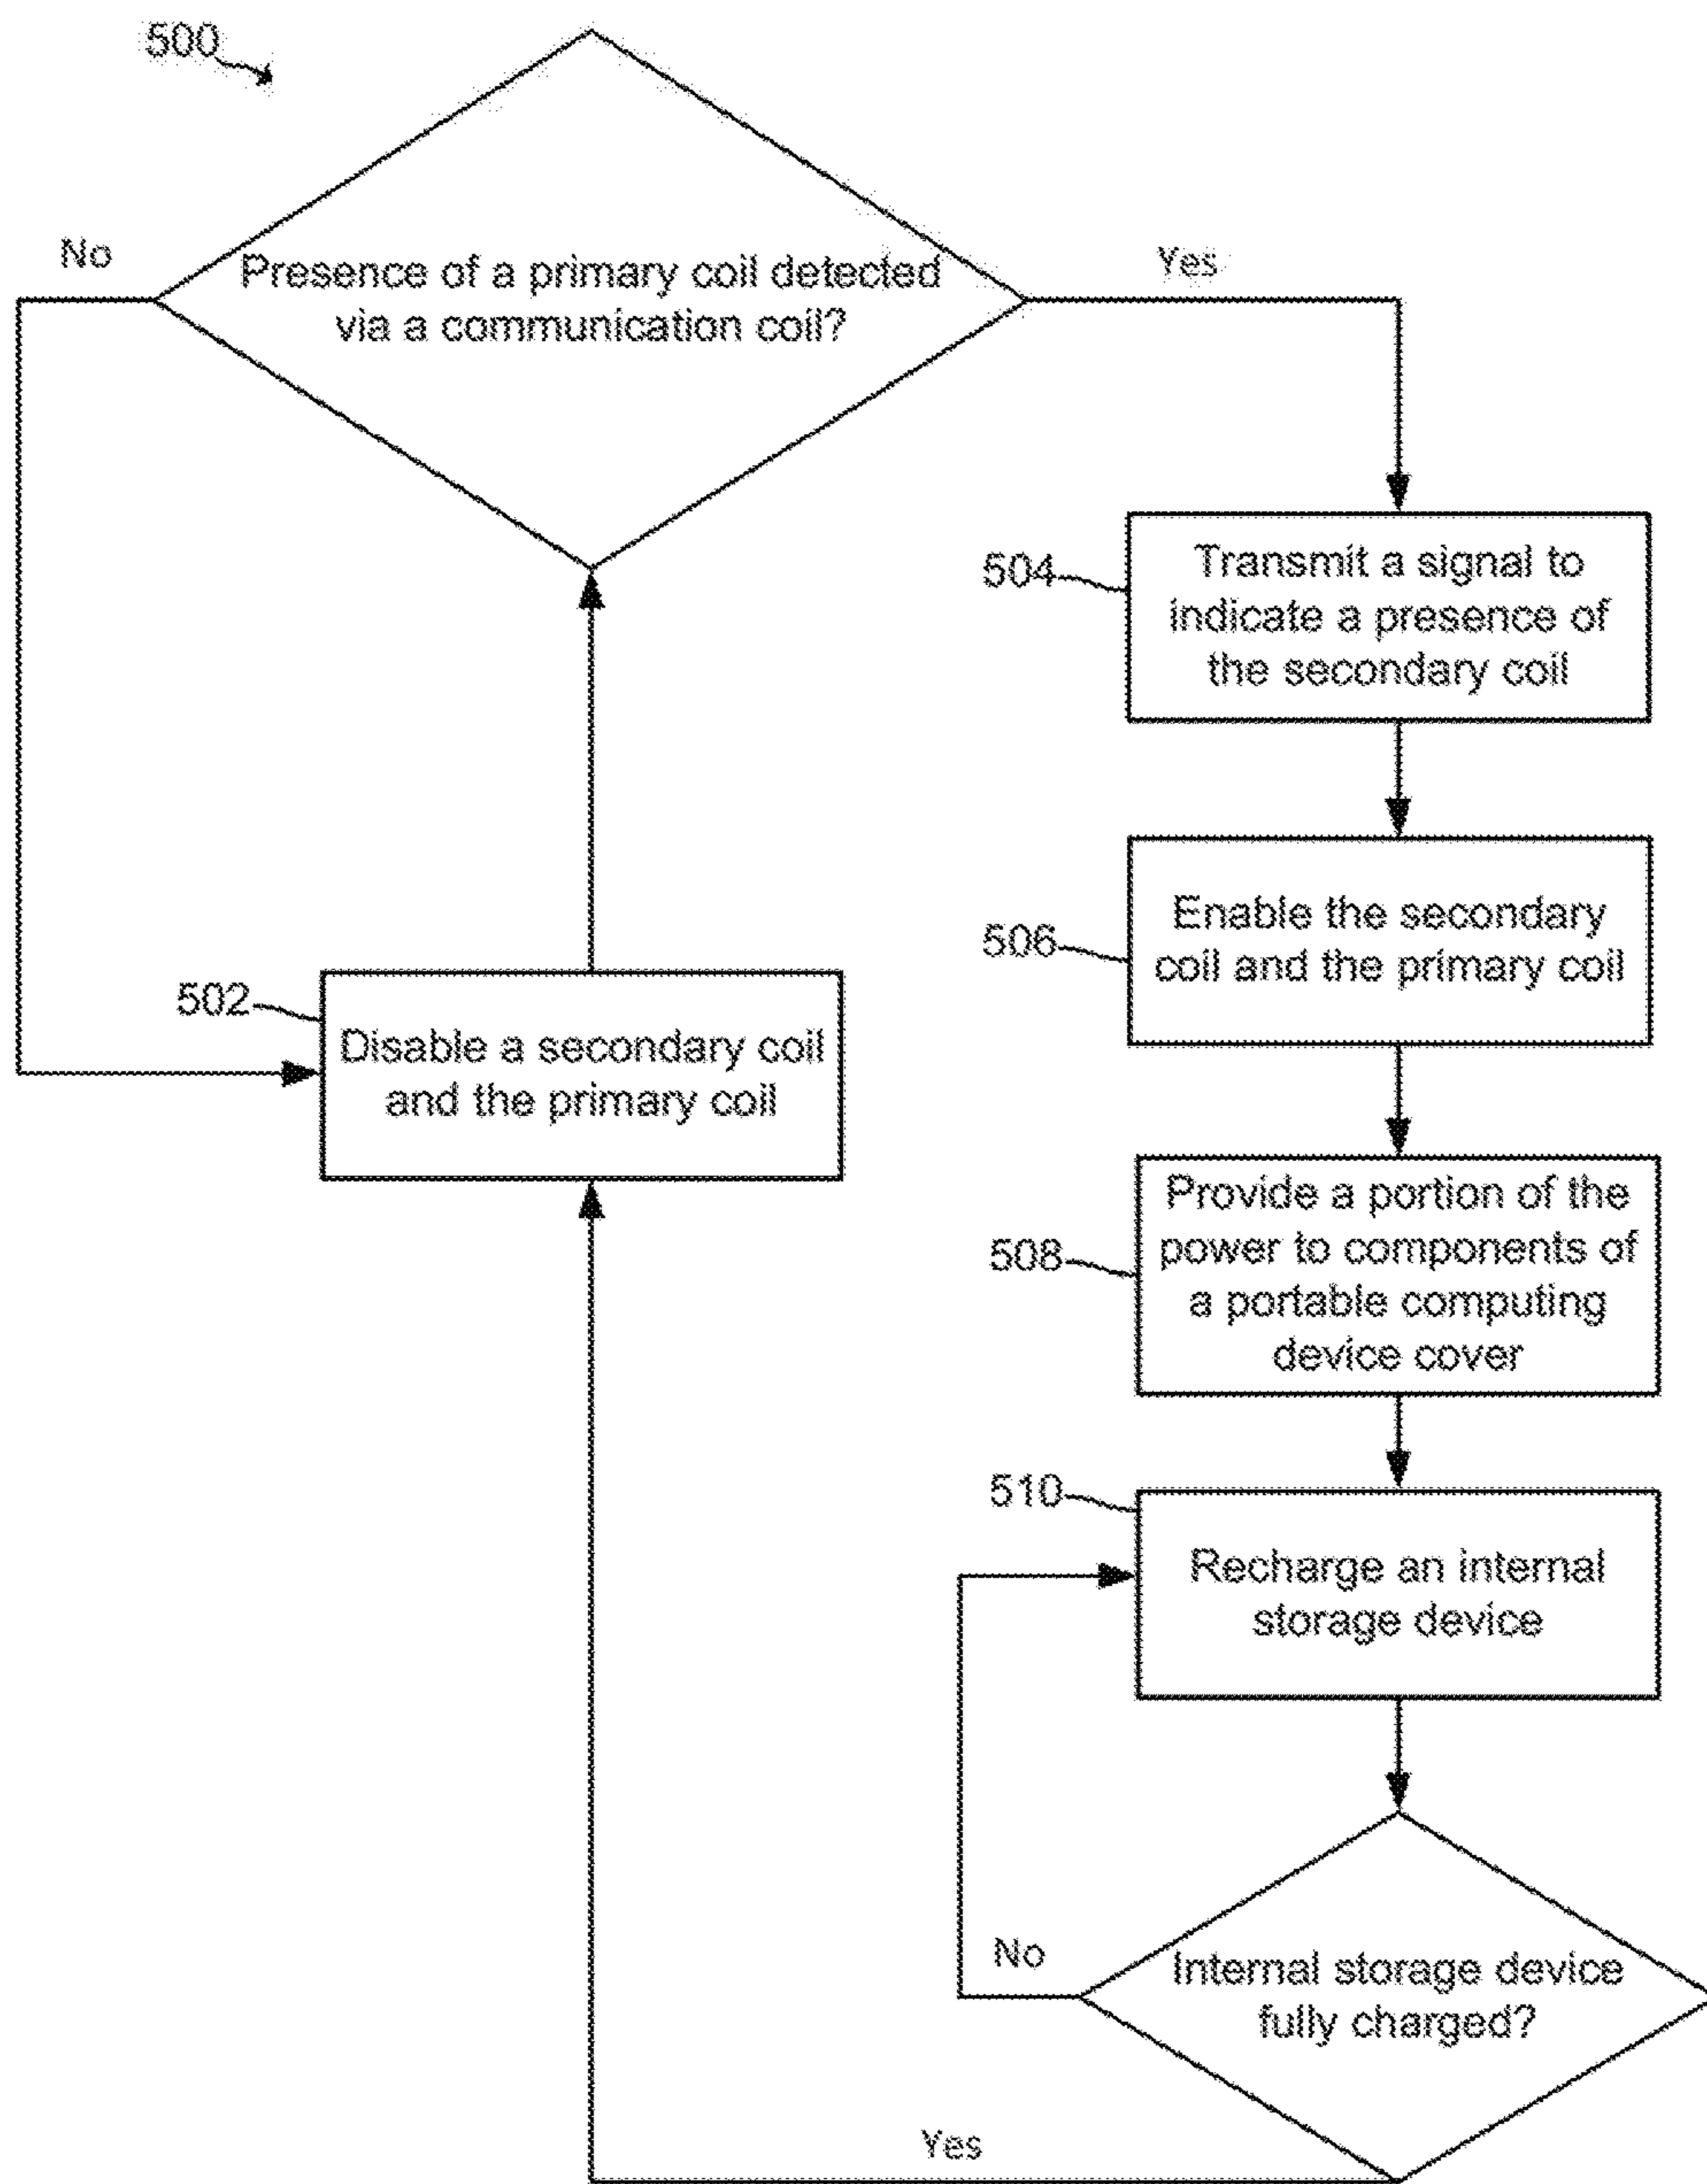 500
Presence of a primary coil detected
via a communication coil?
No
Yes
504
Transmit a signal to
indicate a presence of
the secondary coil
506
Enable the secondary
coil and the primary coil
502
Disable a secondary coil
and the primary coil
508
Provide a portion of the
power to components of
a portable computing
device cover
510
Recharge an internal
storage device
No
Internal storage device
fully charged?
Yes